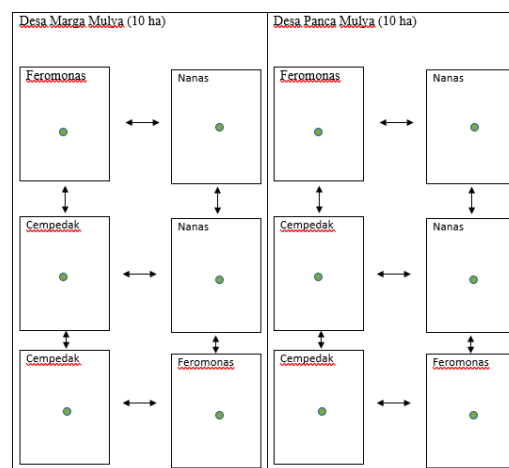 Desa Marga Mulya (10 ha)
Feromonas
Nanas
Cempedak
Nanas
Cempedak
Feromonas
Desa Panca Mulya (10 ha)
Feromonas
Nanas
Cempedak
Nanas
Cempedak
Feromonas